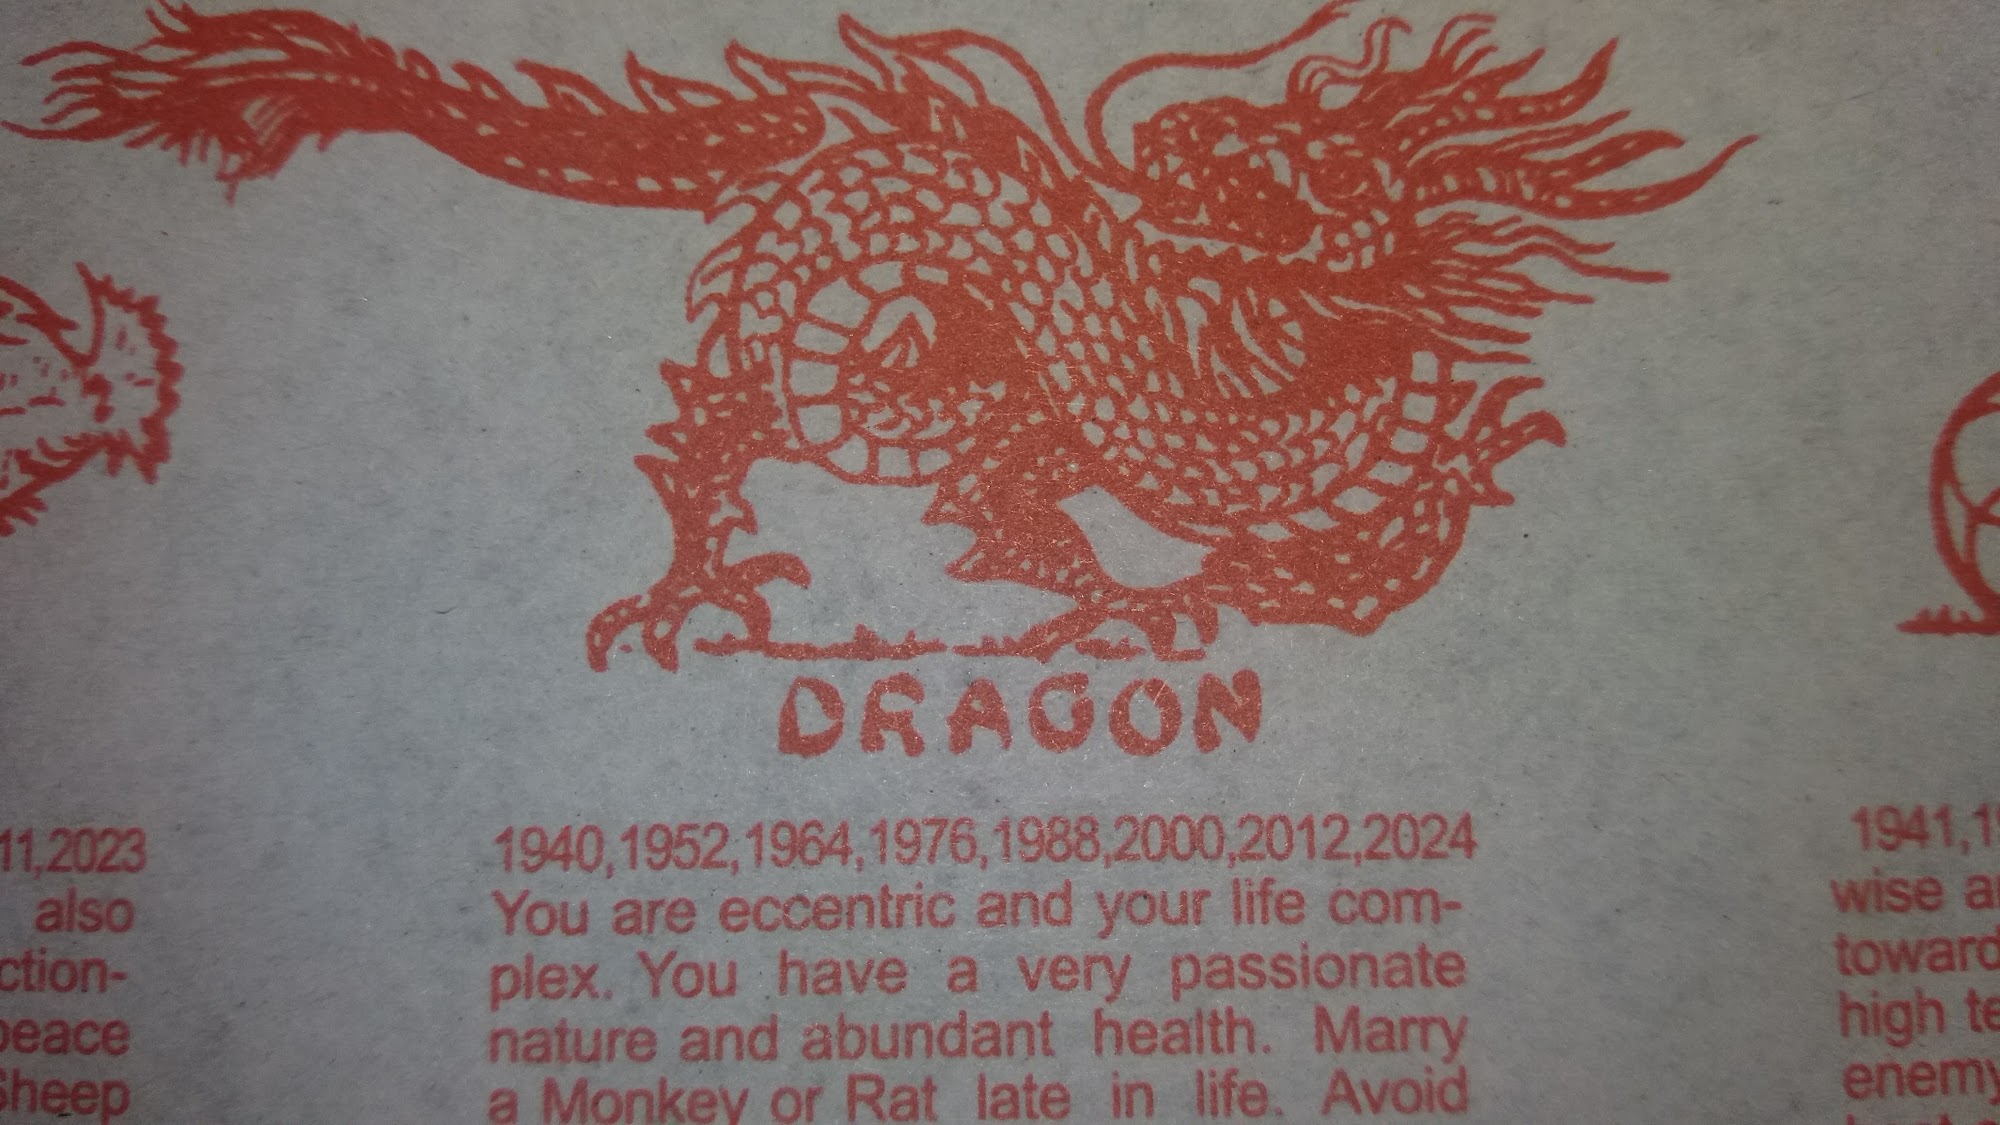 DRAGON
11,2023
also
ction-
peace
Sheep
1940,1952,1964,1976,1988,2000,2012,2024
You are eccentric and your life com-
plex. You have a very passionate
nature and abundant health. Marry
a Monkey or Rat late in life. Avoid
1941,19
wise a
toward
high te
enemy